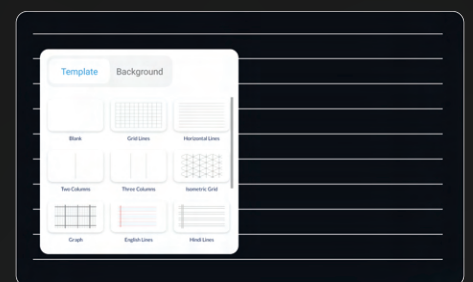 Template Background
Blank Grid Lines Horizontal Lines
Two Columns Three Columns Isometric Grid
Graph English Lines Hindi Lines